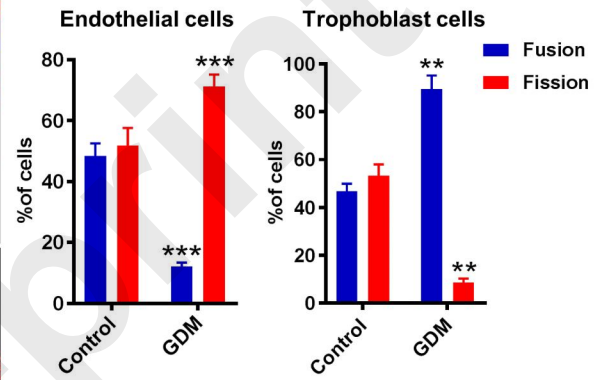 Endothelial cells
%of cells
80
60
40
20
0
***
***
Control
GDM
Trophoblast cells
%of cells
100
80
60
40
20
0
**
**
Control
GDM
Fusion
Fission
print